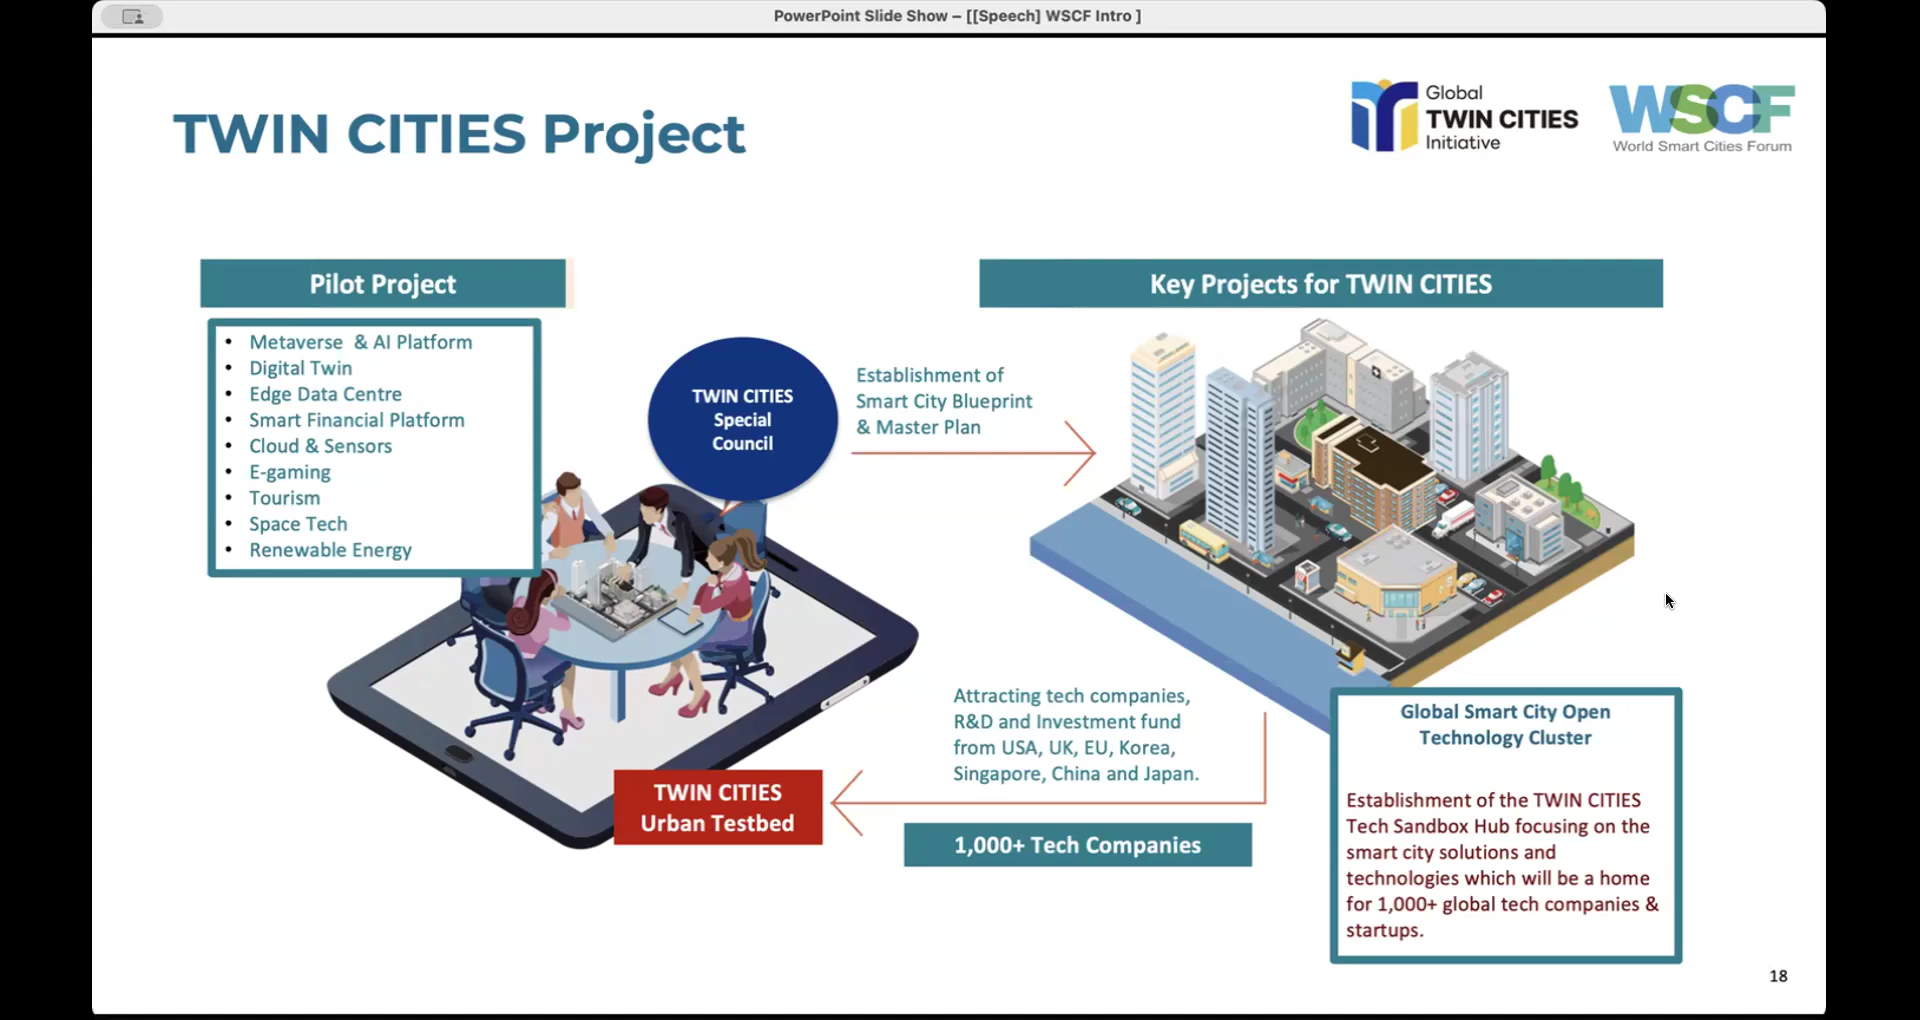 PowerPoint Slide Show – [[Speech] WSCF Intro ]
TWIN CITIES Project
Global
TWIN CITIES
Initiative
WSCF
World Smart Cities Forum
Pilot Project
• Metaverse & AI Platform
• Digital Twin
• Edge Data Centre
• Smart Financial Platform
• Cloud & Sensors
• E-gaming
• Tourism
• Space Tech
• Renewable Energy
TWIN CITIES
Special
Council
Establishment of
Smart City Blueprint
& Master Plan
Key Projects for TWIN CITIES
Attracting tech companies,
R&D and Investment fund
from USA, UK, EU, Korea,
Singapore, China and Japan.
TWIN CITIES
Urban Testbed
1,000+ Tech Companies
Global Smart City Open
Technology Cluster
Establishment of the TWIN CITIES
Tech Sandbox Hub focusing on the
smart city solutions and
technologies which will be a home
for 1,000+ global tech companies &
startups.
18